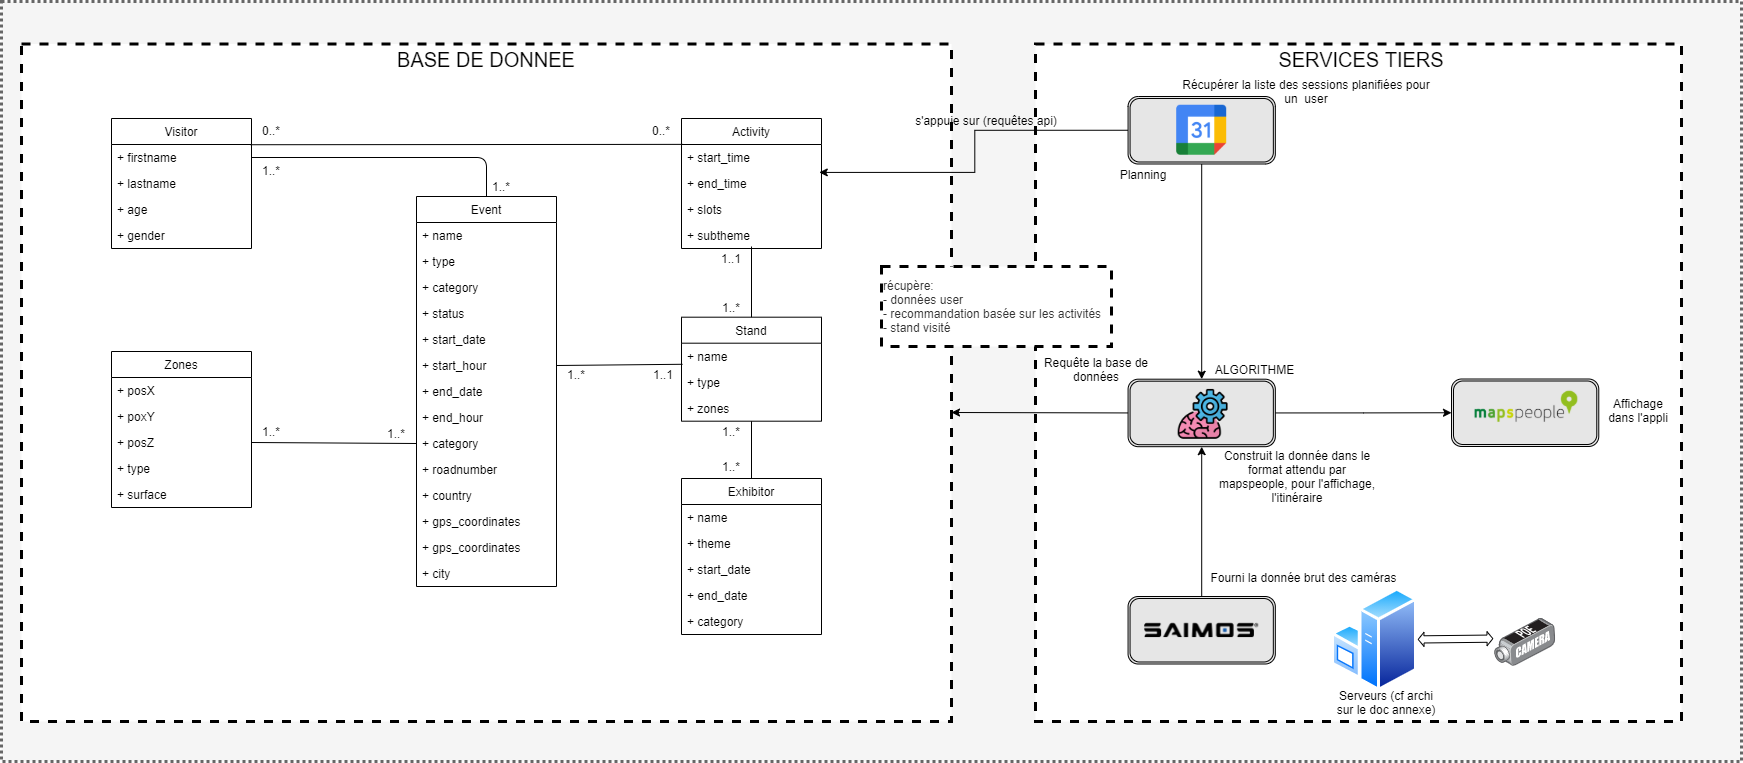 BASE DE DONNEE
Visitor
+ firstname
+ lastname
+ age
+ gender
0..*
0..*
1..*
1..*
Activity
+ start_time
+ end_time
+ slots
+ subtheme
Event
+ name
+ type
+ category
+ status
+ start_date
+ start_hour
+ end_date
+ end_hour
+ category
+ roadnumber
+ country
+ gps_coordinates
+ gps_coordinates
+ city
1..1
1..*
Stand
+ name
+ type
+ zones
1..*
1..1
Zones
+ posX
+ poxY
+ posZ
+ type
+ surface
1..*
1..*
1..*
1..*
Exhibitor
+ name
+ theme
+ start_date
+ end_date
+ category
s'appuie sur (requêtes api)
récupère:
- données user
- recommandation basée sur les activités
- stand visité
SERVICES TIERS
Récupérer la liste des sessions planifiées pour
un user
31
Planning
Requête la base de
données
ALGORITHME
mapspeople
Affichage
dans l'appli
Construit la donnée dans le
format attendu par
mapspeople, pour l'affichage,
l'itinéraire
Fourni la donnée brut des caméras
SAIMOS
POE
CAMERA
Serveurs (cf archi
sur le doc annexe)